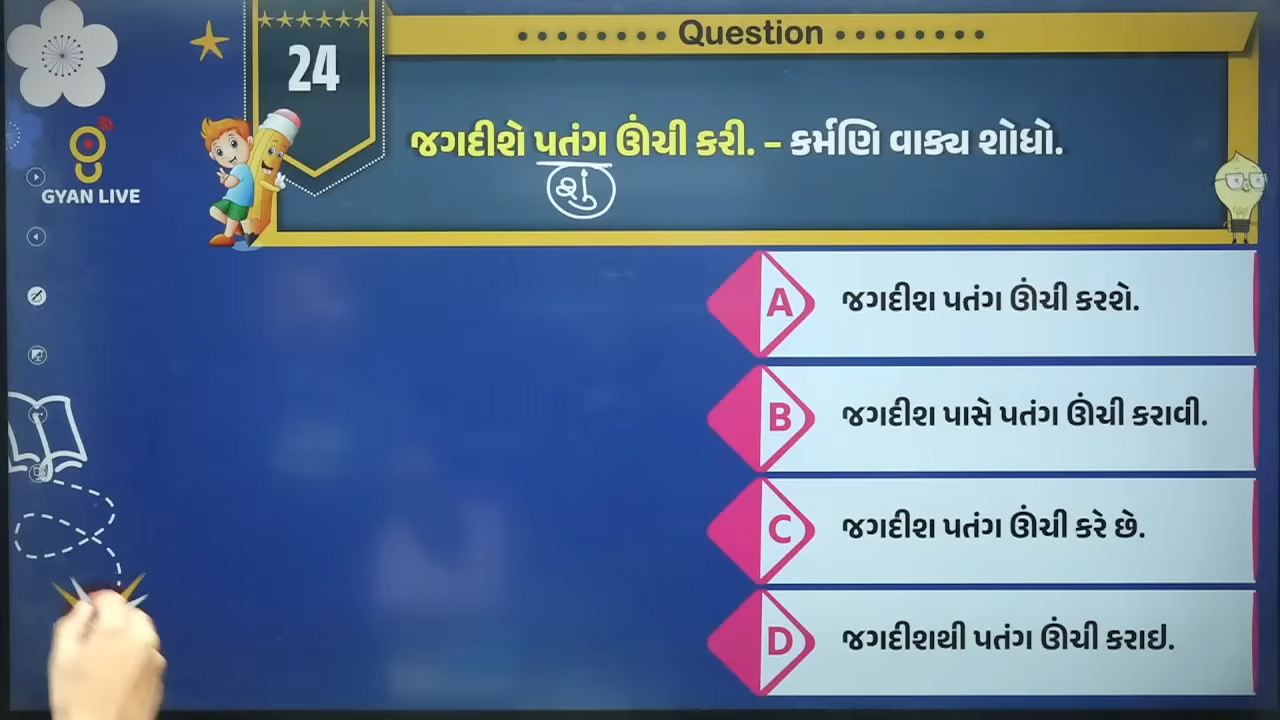 Question
24
જગદીશે પતંગ ઊંચી કરી. – કર્મણિ વાક્ય શોધો.
શું
GYAN LIVE
A જગદીશ પતંગ ઊંચી કરશે.
B જગદીશ પાસે પતંગ ઊંચી કરાવી.
C જગદીશ પતંગ ઊંચી કરે છે.
D જગદીશથી પતંગ ઊંચી કરાઇ.